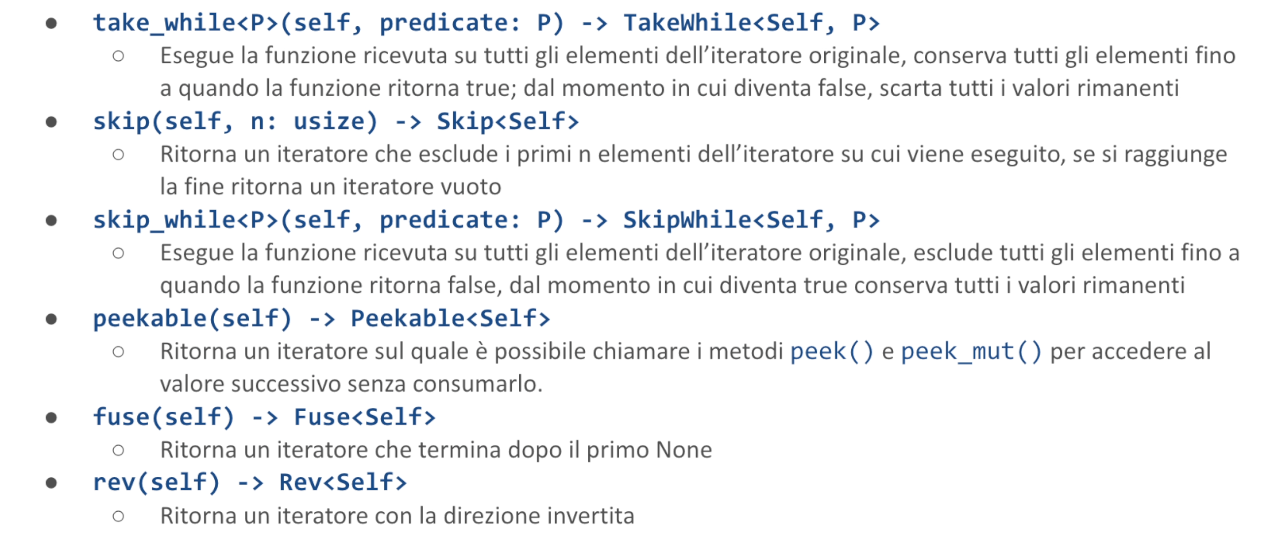 ● take_while<P>(self, predicate: P) -> TakeWhile<Self, P>
○ Esegue la funzione ricevuta su tutti gli elementi dell’iteratore originale, conserva tutti gli elementi fino
a quando la funzione ritorna true; dal momento in cui diventa false, scarta tutti i valori rimanenti
● skip(self, n: usize) -> Skip<Self>
○ Ritorna un iteratore che esclude i primi n elementi dell’iteratore su cui viene eseguito, se si raggiunge
la fine ritorna un iteratore vuoto
● skip_while<P>(self, predicate: P) -> SkipWhile<Self, P>
○ Esegue la funzione ricevuta su tutti gli elementi dell’iteratore originale, esclude tutti gli elementi fino a
quando la funzione ritorna false, dal momento in cui diventa true conserva tutti i valori rimanenti
● peekable(self) -> Peekable<Self>
○ Ritorna un iteratore sul quale è possibile chiamare i metodi peek() e peek_mut() per accedere al
valore successivo senza consumarlo.
● fuse(self) -> Fuse<Self>
○ Ritorna un iteratore che termina dopo il primo None
● rev(self) -> Rev<Self>
○ Ritorna un iteratore con la direzione invertita